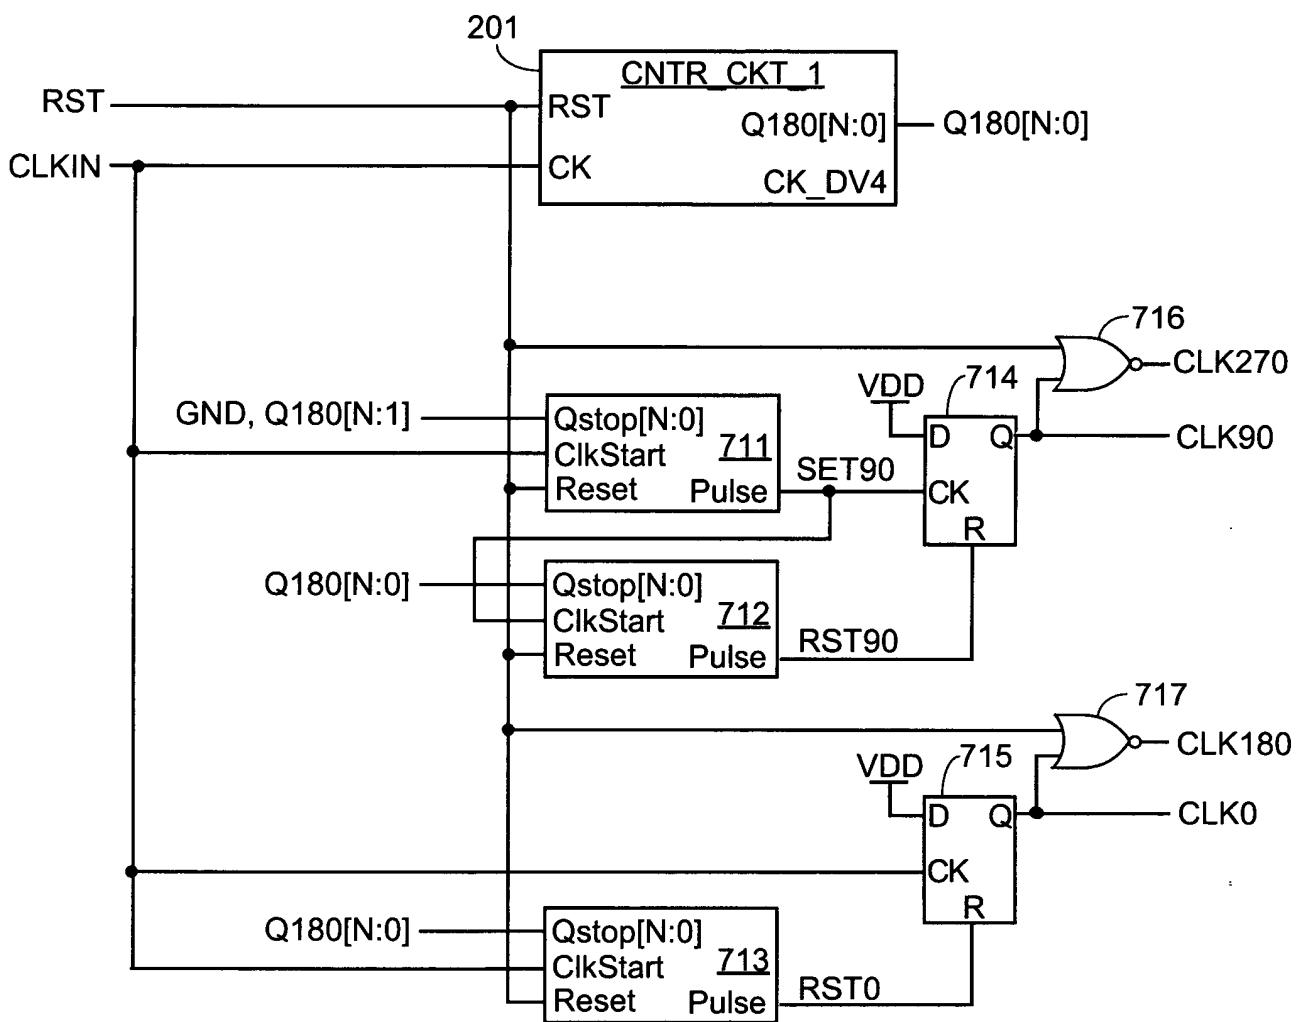 201
CNTR_CKT_1
RST
RST
Q180[N:0]
Q180[N:0]
CLKIN
CK
CK_DV4
716
CLK270
714
VDD
GND, Q180[N:1]
Qstop[N:0]
D
Q
CLK90
ClkStart
711
SET90
Reset
Pulse
CK
R
Q180[N:0]
Qstop[N:0]
ClkStart
712
Reset
Pulse
RST90
717
CLK180
715
VDD
D
Q
CLK0
CK
R
Q180[N:0]
Qstop[N:0]
ClkStart
713
Reset
Pulse
RST0